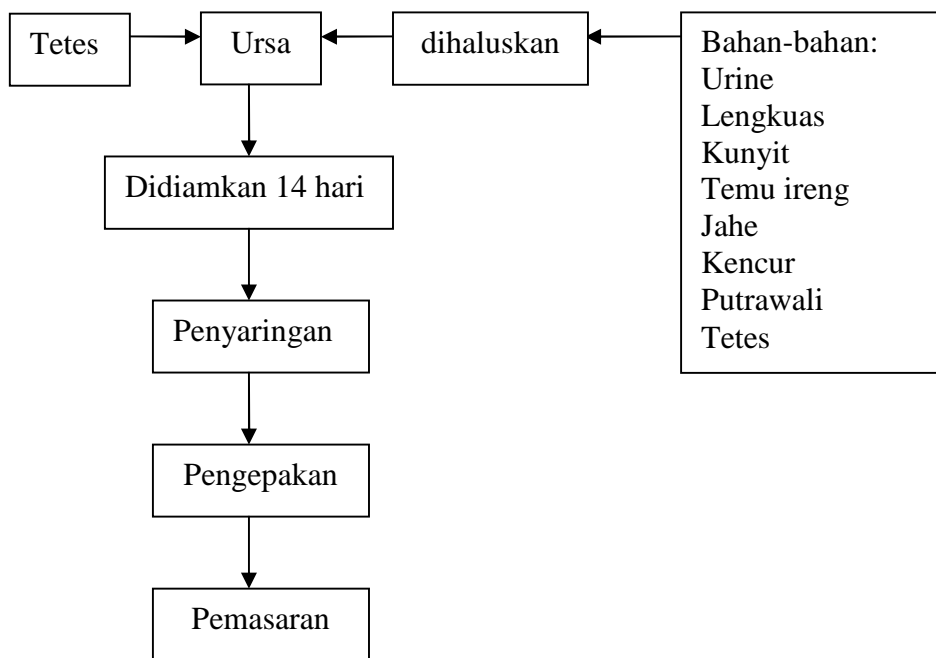 Tetes
Ursa
dihaluskan
Bahan-bahan:
Urine
Lengkuas
Kunyit
Temu ireng
Jahe
Kencur
Putrawali
Tetes
Didiamkan 14 hari
Penyaringan
Pengepakan
Pemasaran